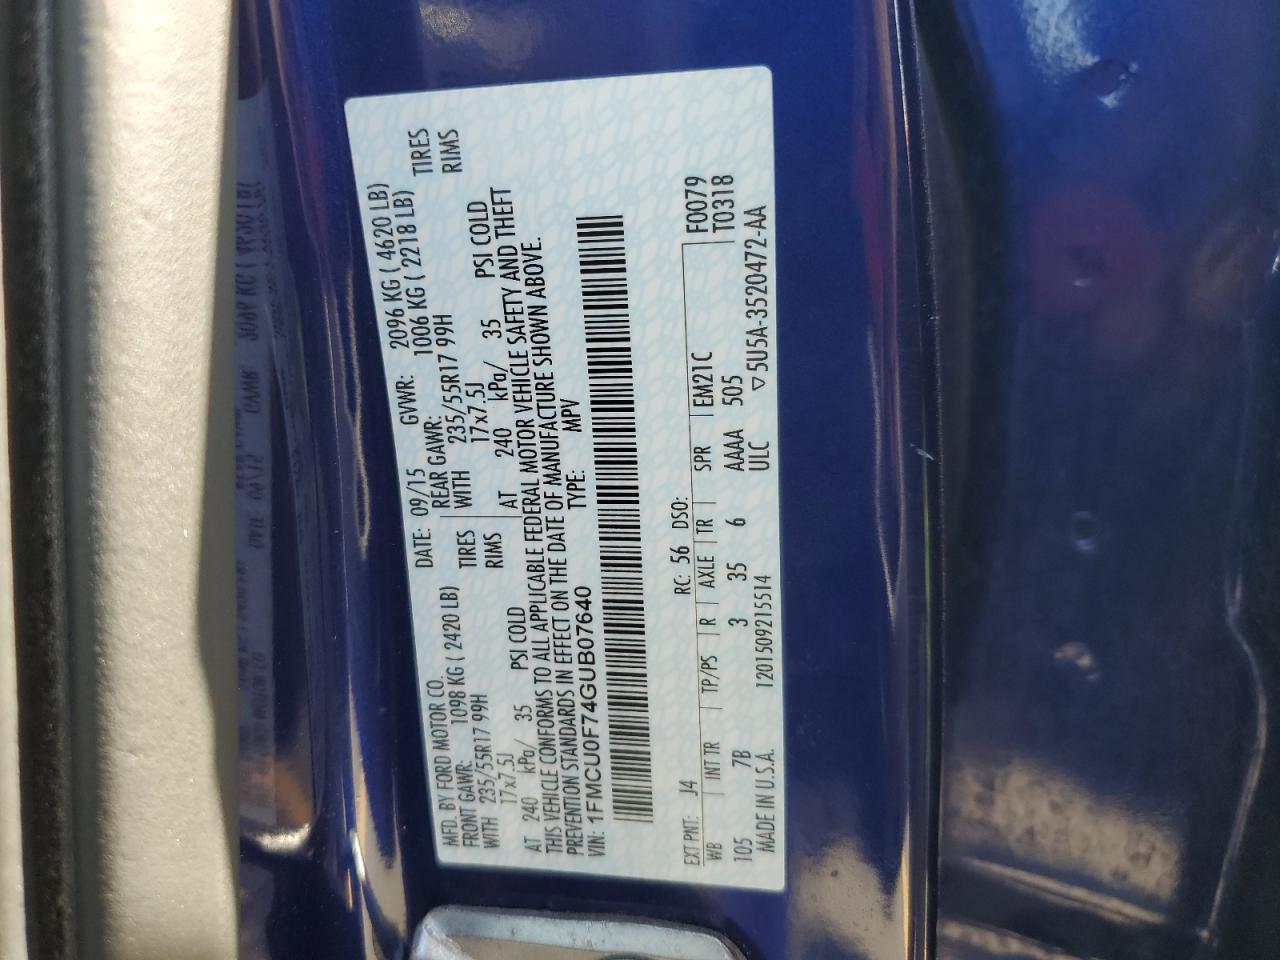 MFD. BY FORD MOTOR CO.
DATE: 09/15 GVWR: 2096 KG ( 4620 LB)
FRONT GAWR: 1098 KG ( 2420 LB) REAR GAWR: 1006 KG ( 2218 LB)
WITH 235/55R17 99H TIRES WITH 235/55R17 99H TIRES
17x7.5J RIMS 17x7.5J RIMS
AT 240 kPa/ 35 PSI COLD AT 240 kPa/ 35 PSI COLD
THIS VEHICLE CONFORMS TO ALL APPLICABLE FEDERAL MOTOR VEHICLE SAFETY AND THEFT
PREVENTION STANDARDS IN EFFECT ON THE DATE OF MANUFACTURE SHOWN ABOVE.
VIN: 1FMCU0F74GUB07640 TYPE: MPV
EXT PNT: J4 RC: 56 DSO: F0079
WB INT TR TP/PS R AXLE TR SPR EM21C T0318
105 7B 3 35 6 AAAA 505
MADE IN U.S.A. 1201509215514 ULC ▽5U5A-3520472-AA